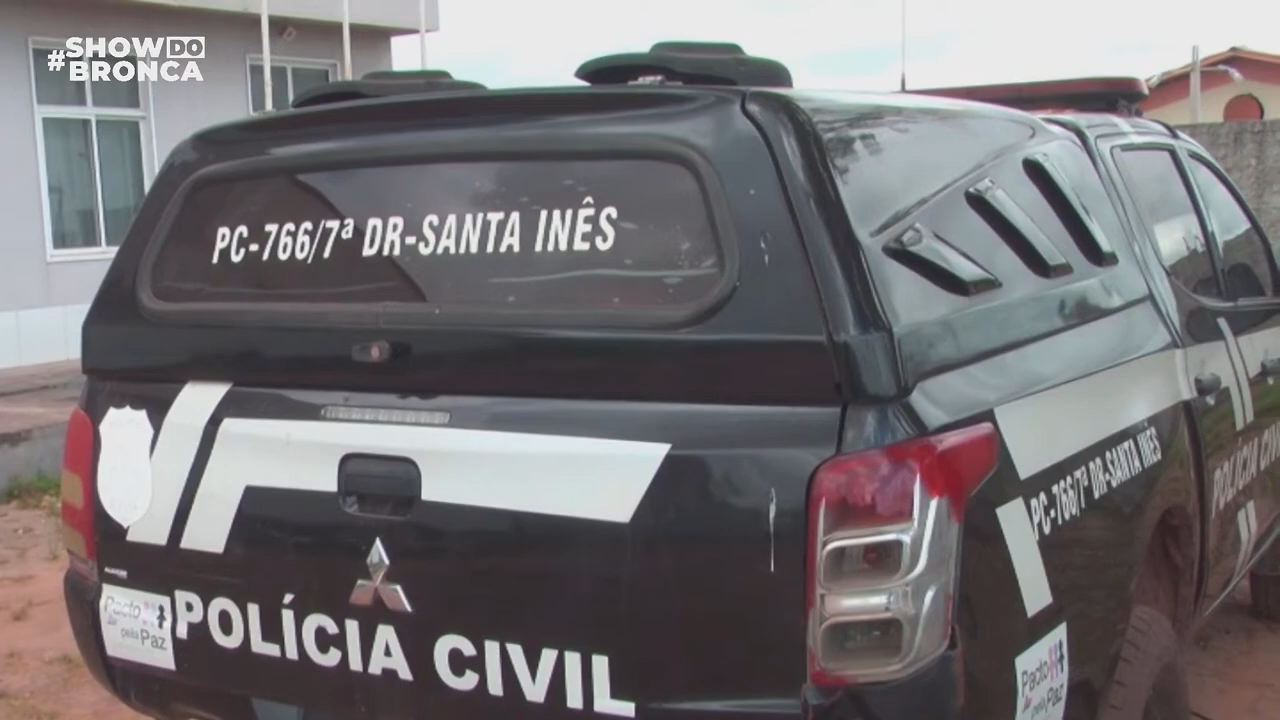 #SHOW DO
BRONCA
PC-766/7ª DR-SANTA INÊS
PC-766/7ª DR-SANTA INÊS
POLÍCIA CIVIL
Pacto
pela Paz
POLÍCIA CIV
Pacto
pela Paz